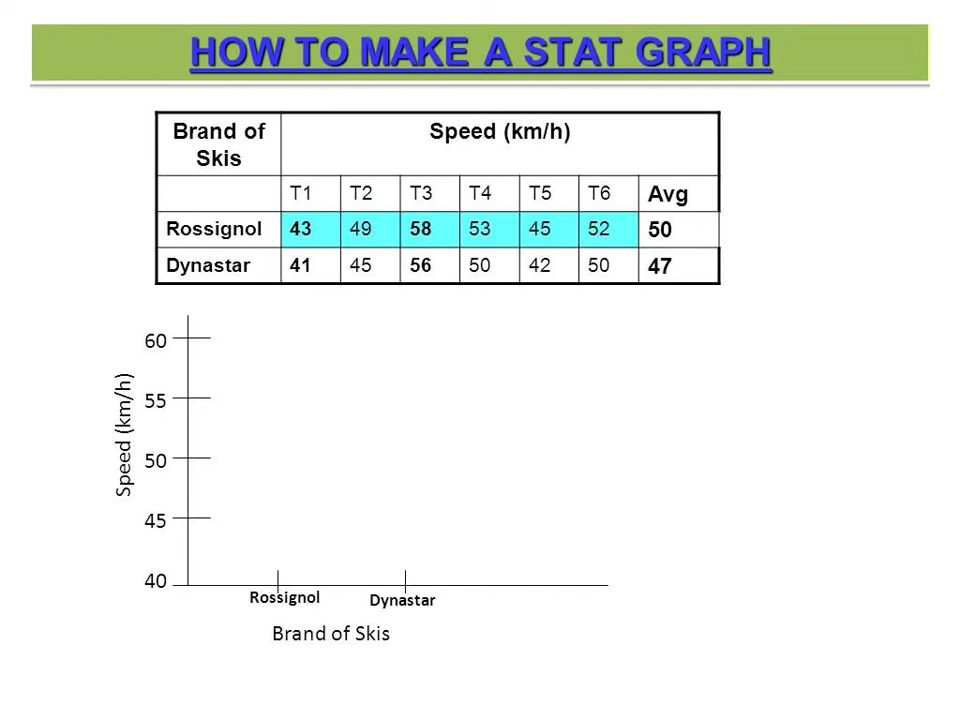 HOW TO MAKE A STAT GRAPH
Brand of Skis Speed (km/h)
T1 T2 T3 T4 T5 T6 Avg
Rossignol 43 49 58 53 45 52 50
Dynastar 41 45 56 50 42 50 47
60
55
50
45
40
Speed (km/h)
Rossignol Dynastar
Brand of Skis